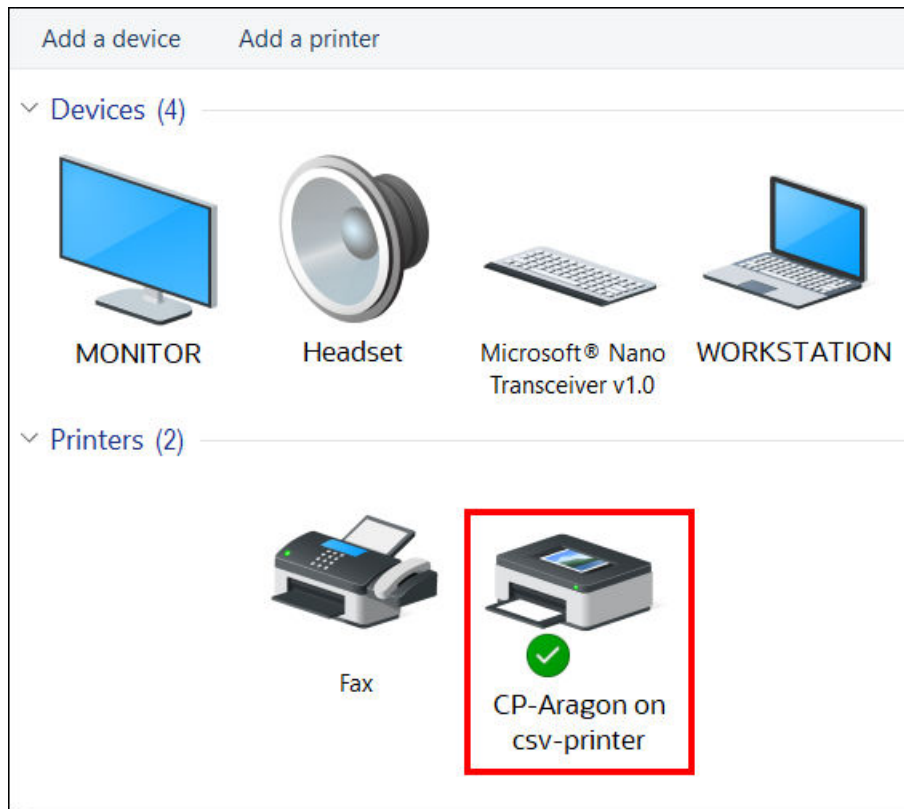 Add a device Add a printer
Devices (4)
MONITOR Headset Microsoft® Nano WORKSTATION
Transceiver v1.0
Printers (2)
Fax
CP-Aragon on
csv-printer